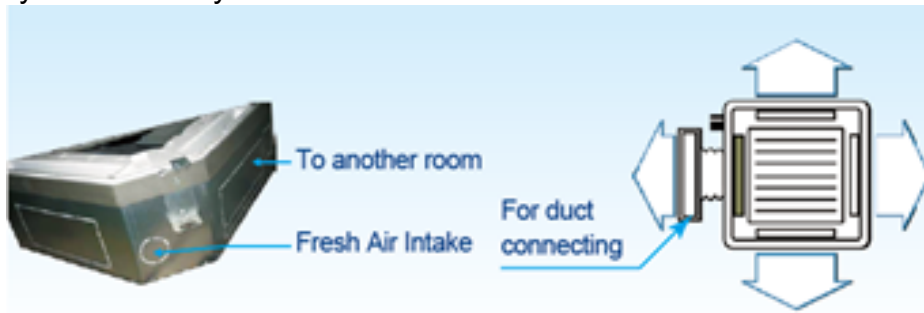 To another room
Fresh Air Intake
For duct
connecting